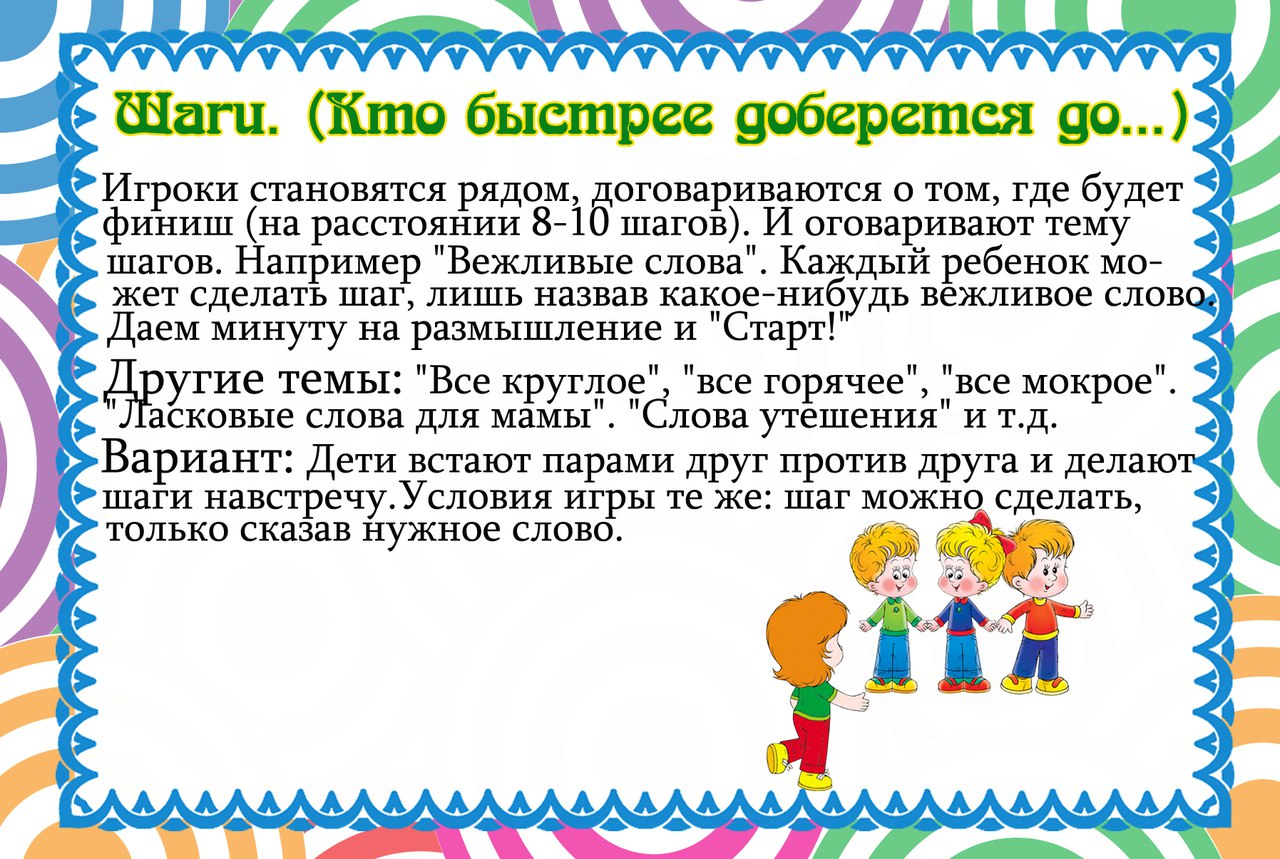 Шаги. (Кто быстрее доберется до...)
Игроки становятся рядом, договариваются о том, где будет
финиш (на расстоянии 8-10 шагов). И оговаривают тему
шагов. Например "Вежливые слова". Каждый ребенок мо-
жет сделать шаг, лишь назвав какое-нибудь вежливое слово.
Даем минуту на размышление и "Старт!"
Другие темы: "Все круглое", "все горячее", "все мокрое".
"Ласковые слова для мамы". "Слова утешения" и т.д.
Вариант: Дети встают парами друг против друга и делают
шаги навстречу.Условия игры те же: шаг можно сделать,
только сказав нужное слово.